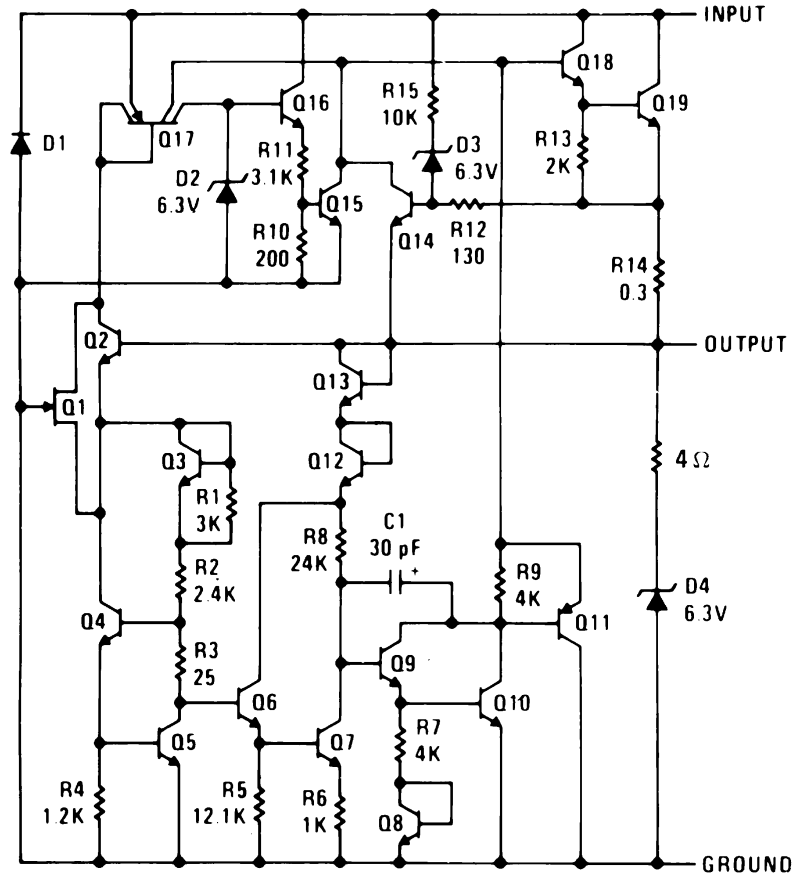 INPUT
Q18
Q16
Q19
R15
10K
Q17
D1
R13
2K
D3
6.3V
R11
3.1K
D2
6.3V
Q15
R12
130
Q14
R10
200
R14
0.3
Q2
OUTPUT
Q13
Q1
Q3
Q12
4Ω
R1
3K
C1
30 pF
+
R8
24K
R2
2.4K
R9
4K
D4
6.3V
Q4
Q11
R3
25
Q9
Q6
Q10
Q5
Q7
R7
4K
R4
1.2K
R5
12.1K
R6
1K
Q8
GROUND